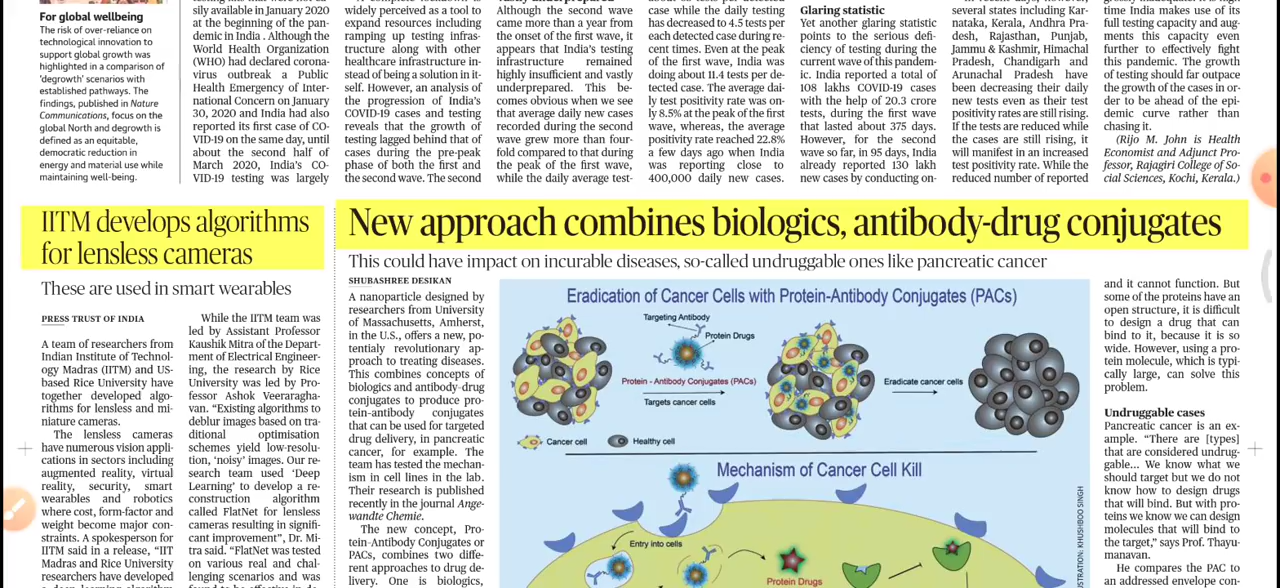 For global wellbeing
The risk of over-reliance on
technological innovation to
support global growth was
highlighted in a comparison of
'degrowth' scenarios with
established pathways. The
findings, published in Nature
Communications, focus on the
global North and degrowth is
defined as an equitable,
democratic reduction in
energy and material use while
maintaining well-being.
sily available in January 2020
at the beginning of the pan-
demic in India . Although the
World Health Organization
(WHO) had declared corona-
virus outbreak a Public
Health Emergency of Inter-
national Concern on January
30, 2020 and India had also
reported its first case of CO-
VID-19 on the same day, until
about the second half of
March 2020, India's CO-
VID-19 testing was largely
widely perceived as a tool to
expand resources including
ramping up testing infras-
tructure along with other
healthcare infrastructure in-
stead of being a solution in it-
self. However, an analysis of
the progression of India's
COVID-19 cases and testing
reveals that the growth of
testing lagged behind that of
cases during the pre-peak
phase of both the first and
the second wave. The second
Although the second wave
came more than a year from
the onset of the first wave, it
appears that India's testing
infrastructure remained
highly insufficient and vastly
underprepared. This be-
comes obvious when we see
that average daily new cases
recorded during the second
wave grew more than four-
fold compared to that during
the peak of the first wave,
while the daily average test-
case while the daily testing
has decreased to 4.5 tests per
each detected case during re-
cent times. Even at the peak
of the first wave, India was
doing about 11.4 tests per de-
tected case. The average dai-
ly test positivity rate was on-
ly 8.5% at the peak of the first
wave, whereas, the average
positivity rate reached 22.8%
a few days ago when India
was reporting close to
400,000 daily new cases.
Glaring statistic
Yet another glaring statistic
points to the serious defi-
ciency of testing during the
current wave of this pandem-
ic. India reported a total of
108 lakhs COVID-19 cases
with the help of 20.3 crore
tests, during the first wave
that lasted about 375 days.
However, for the second
wave so far, in 95 days, India
already reported 130 lakh
new cases by conducting on-
several states including Kar-
nataka, Kerala, Andhra Pra-
desh, Rajasthan, Punjab,
Jammu & Kashmir, Himachal
Pradesh, Chandigarh and
Arunachal Pradesh have
been decreasing their daily
new tests even as their test
positivity rates are still rising.
If the tests are reduced while
the cases are still rising, it
will manifest in an increased
test positivity rate. While the
reduced number of reported
time India makes use of its
full testing capacity and aug-
ments this capacity even
further to effectively fight
this pandemic. The growth
of testing should far outpace
the growth of the cases in or-
der to be ahead of the epi-
demic curve rather than
chasing it.
(Rijo M. John is Health
Economist and Adjunct Pro-
fessor, Rajagiri College of So-
cial Sciences, Kochi, Kerala.)
IITM develops algorithms
for lensless cameras
These are used in smart wearables
PRESS TRUST OF INDIA
A team of researchers from
Indian Institute of Technol-
ogy Madras (IITM) and US-
based Rice University have
together developed algo-
rithms for lensless and mi-
niature cameras.
The lensless cameras
have numerous vision appli-
cations in sectors including
augmented reality, virtual
reality, security, smart
wearables and robotics
where cost, form-factor and
weight become major con-
straints. A spokesperson for
IITM said in a release, "IIT
Madras and Rice University
researchers have developed
While the IITM team was
led by Assistant Professor
Kaushik Mitra of the Depart-
ment of Electrical Engineer-
ing, the research by Rice
University was led by Pro-
fessor Ashok Veeraragha-
van. "Existing algorithms to
deblur images based on tra-
ditional optimisation
schemes yield low-resolu-
tion, 'noisy' images. Our re-
search team used 'Deep
Learning' to develop a re-
construction algorithm
called FlatNet for lensless
cameras resulting in signifi-
cant improvement", Dr. Mi-
tra said. "FlatNet was tested
on various real and chal-
lenging scenarios and was
New approach combines biologics, antibody-drug conjugates
This could have impact on incurable diseases, so-called undruggable ones like pancreatic cancer
SHUBASHREE DESIKAN
A nanoparticle designed by
researchers from University
of Massachusetts, Amherst,
in the U.S., offers a new, po-
tentialy revolutionary ap-
proach to treating diseases.
This combines concepts of
biologics and antibody-drug
conjugates to produce pro-
tein-antibody conjugates
that can be used for targeted
drug delivery, in pancreatic
cancer, for example. The
team has tested the mechan-
ism in cell lines in the lab.
Their research is published
recently in the journal Ange-
wandte Chemie.
The new concept, Pro-
tein-Antibody Conjugates or
PACs, combines two diffe-
rent approaches to drug de-
livery. One is biologics,
Eradication of Cancer Cells with Protein-Antibody Conjugates (PACs)
Targeting Antibody
Protein Drugs
Protein - Antibody Conjugates (PACs)
Targets cancer cells
Eradicate cancer cells
Cancer cell
Healthy cell
Mechanism of Cancer Cell Kill
Entry into cells
Protein Drugs
STRATION: KHUSHBOO SINGH
and it cannot function. But
some of the proteins have an
open structure, it is difficult
to design a drug that can
bind to it, because it is so
wide. However, using a pro-
tein molecule, which is typi-
cally large, can solve this
problem.
Undruggable cases
Pancreatic cancer is an ex-
ample. "There are [types]
that are considered undrug-
gable... We know what we
should target but we do not
know how to design drugs
that will bind. But with pro-
teins we know we can design
molecules that will bind to
the target," says Prof. Thayu-
manavan.
He compares the PAC to
an addressed envelope con-